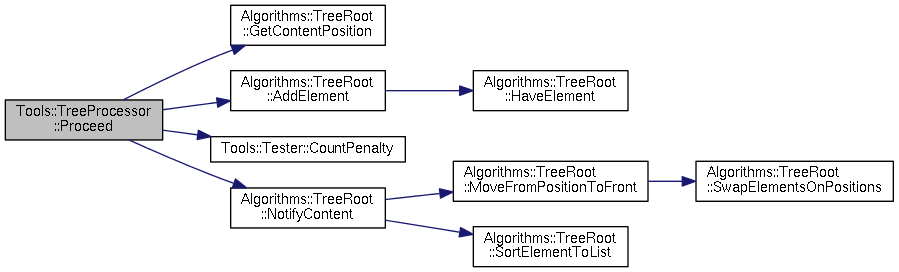 Algorithms::TreeRoot
::GetContentPosition
Tools::TreeProcessor
::Proceed
Algorithms::TreeRoot
::AddElement
Algorithms::TreeRoot
::HaveElement
Tools::Tester::CountPenalty
Algorithms::TreeRoot
::NotifyContent
Algorithms::TreeRoot
::MoveFromPositionToFront
Algorithms::TreeRoot
::SwapElementsOnPositions
Algorithms::TreeRoot
::SortElementToList